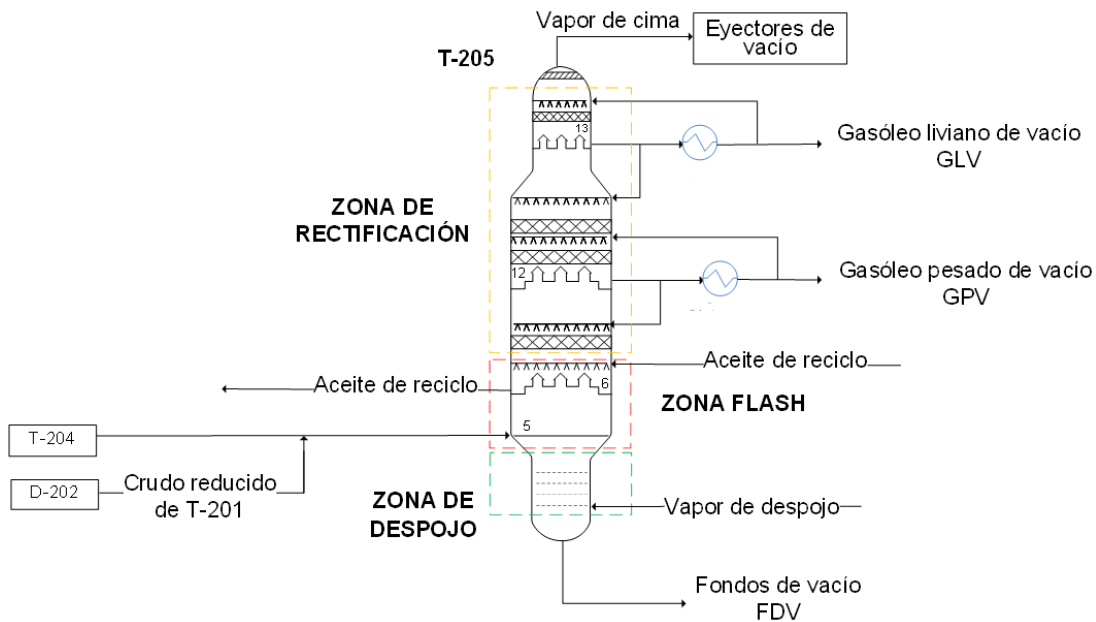 Vapor de cima
Eyectores de
vacío
T-205
13
Gasóleo liviano de vacío
GLV
ZONA DE
RECTIFICACIÓN
12
Gasóleo pesado de vacío
GPV
Aceite de reciclo
Aceite de reciclo
6
ZONA FLASH
5
T-204
D-202
Crudo reducido
de T-201
ZONA DE
DESPOJO
Vapor de despojo
Fondos de vacío
FDV